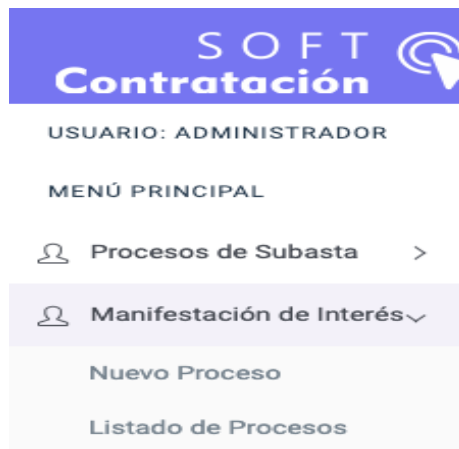 SOFT
Contratación
USUARIO: ADMINISTRADOR
MENÚ PRINCIPAL
Procesos de Subasta
Manifestación de Interés
Nuevo Proceso
Listado de Procesos